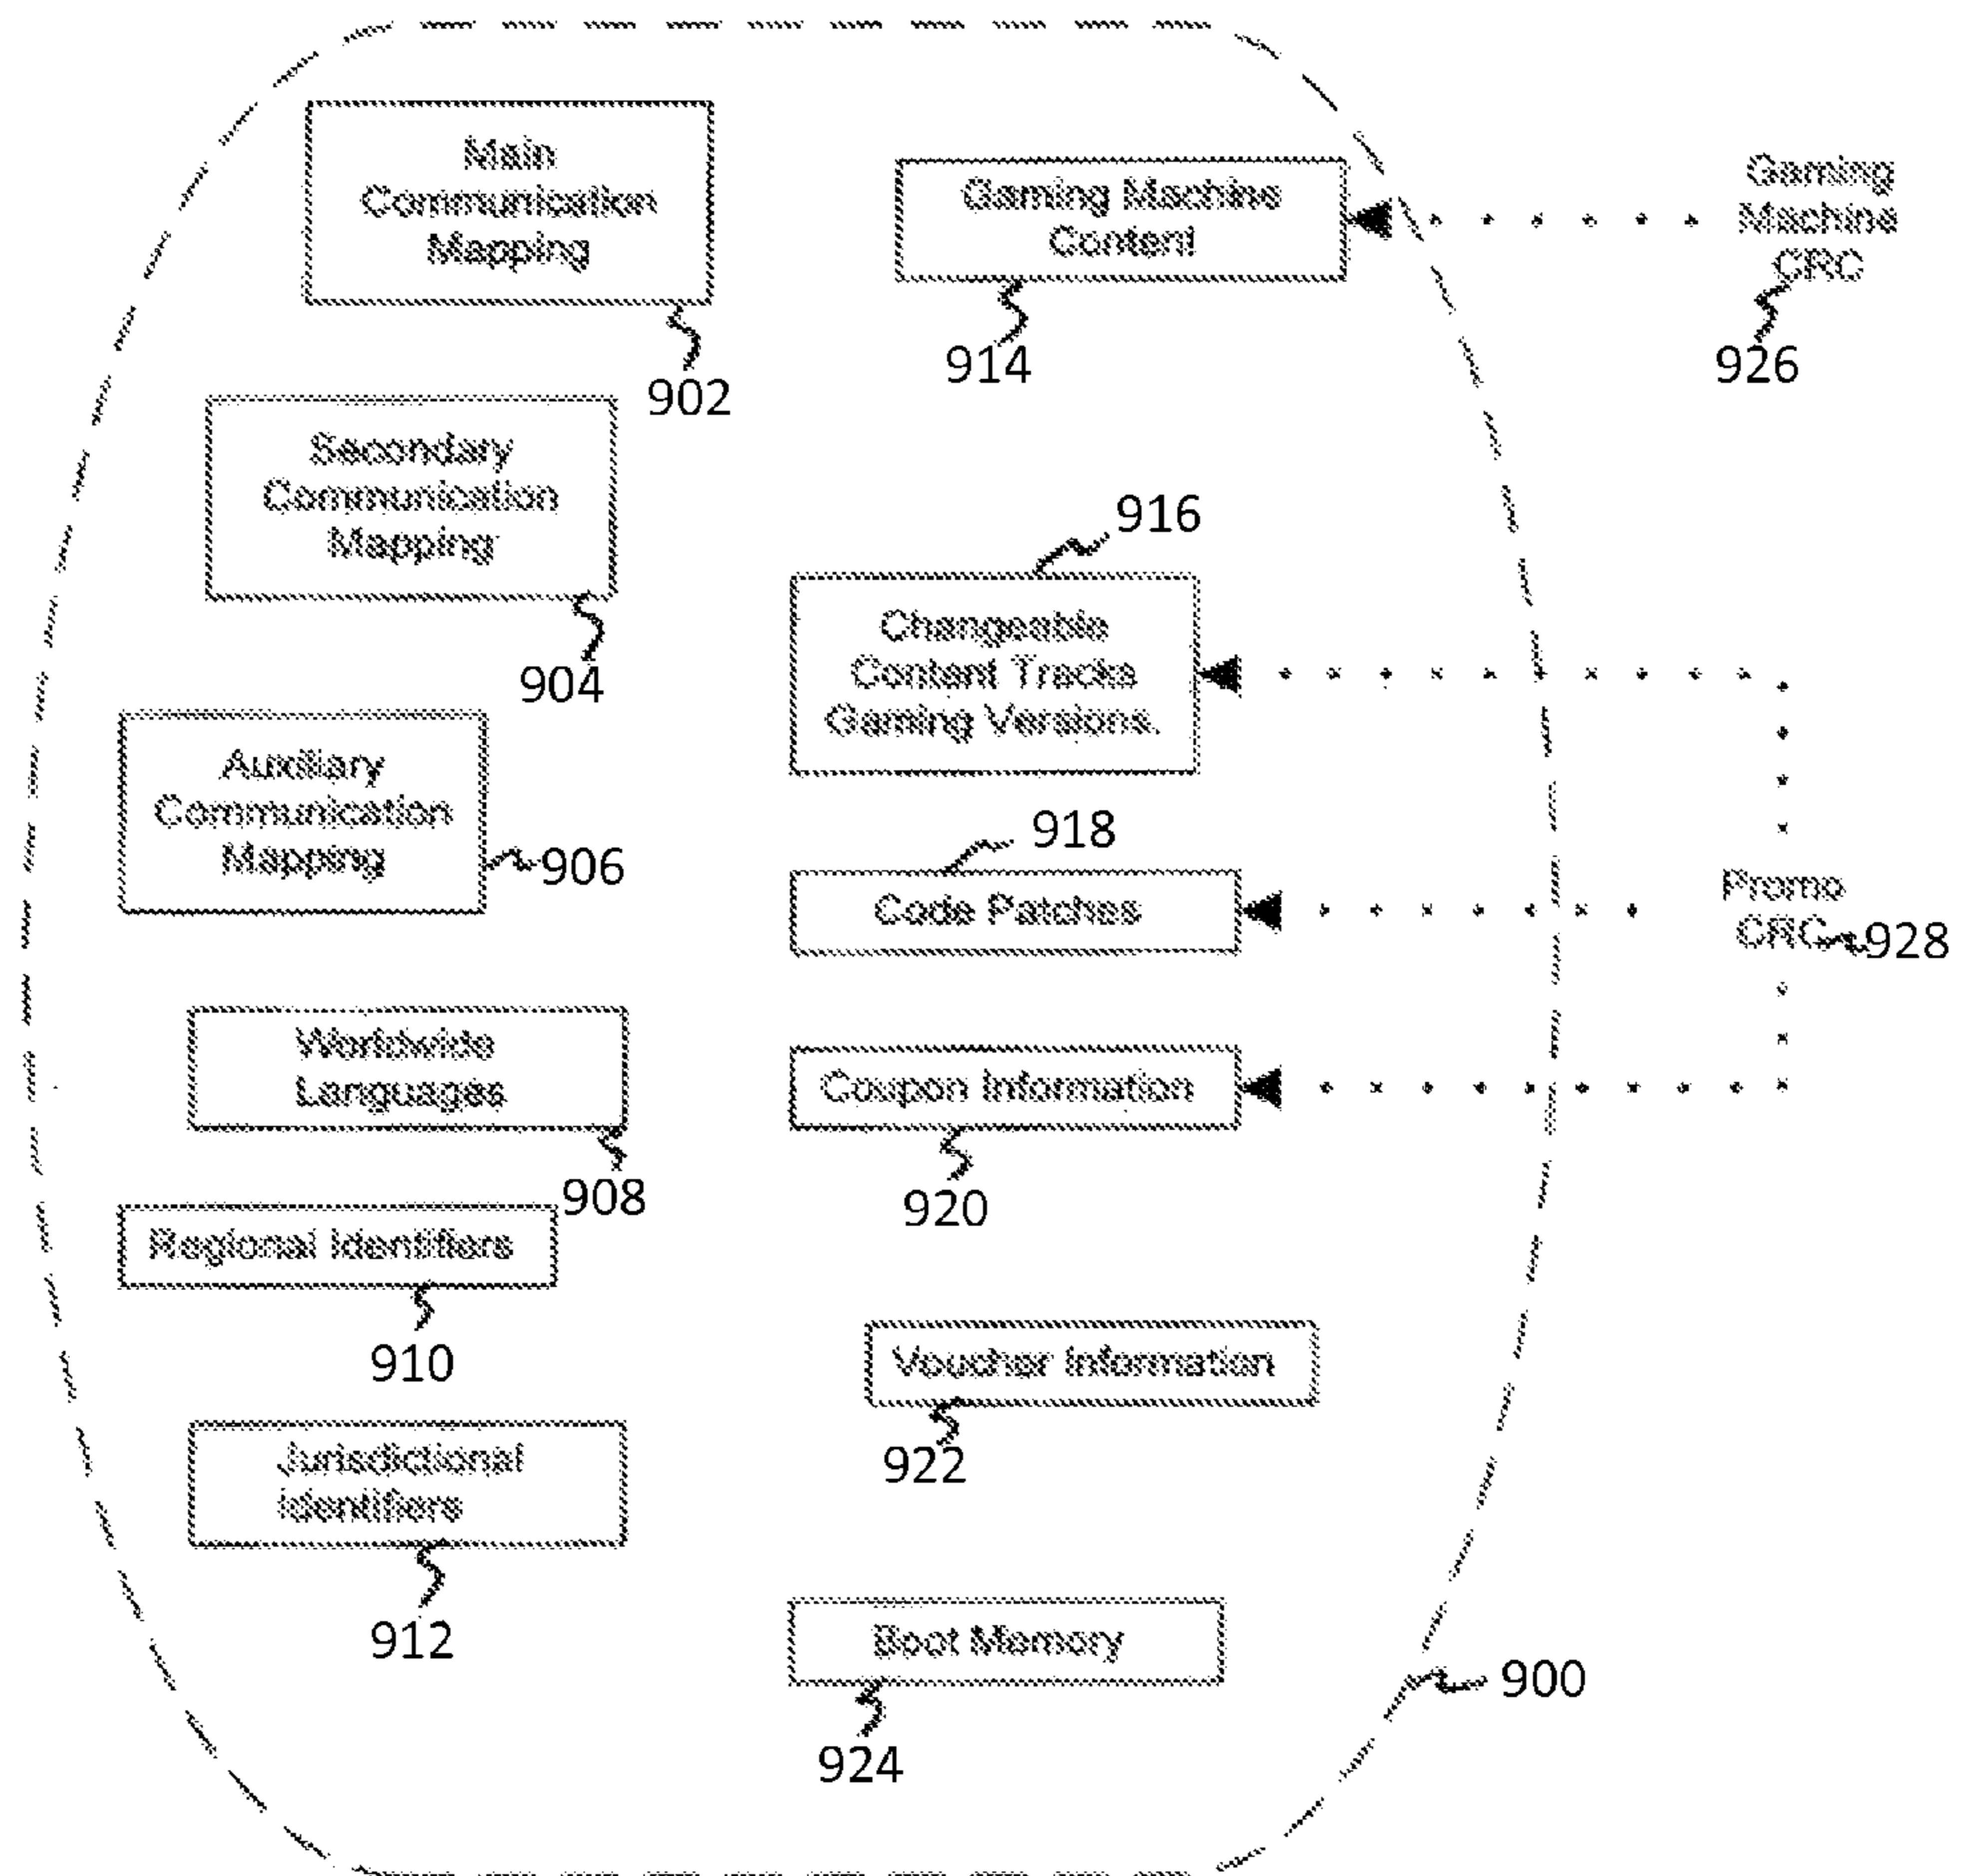 Main
Communication
Mapping
902
Gaming Machine
Content
914
Gaming
Machine
CRC
926
Secondary
Communication
Mapping
904
916
Changeable
Content Tracks
Gaming Versions.
Auxiliary
Communication
Mapping
906
918
Code Patches
Promo
CRC
928
Worldwide
Languages
908
Coupon Information
920
Regional Identifiers
910
Voucher Information
922
Jurisdictional
Identifiers
912
Boot Memory
924
900